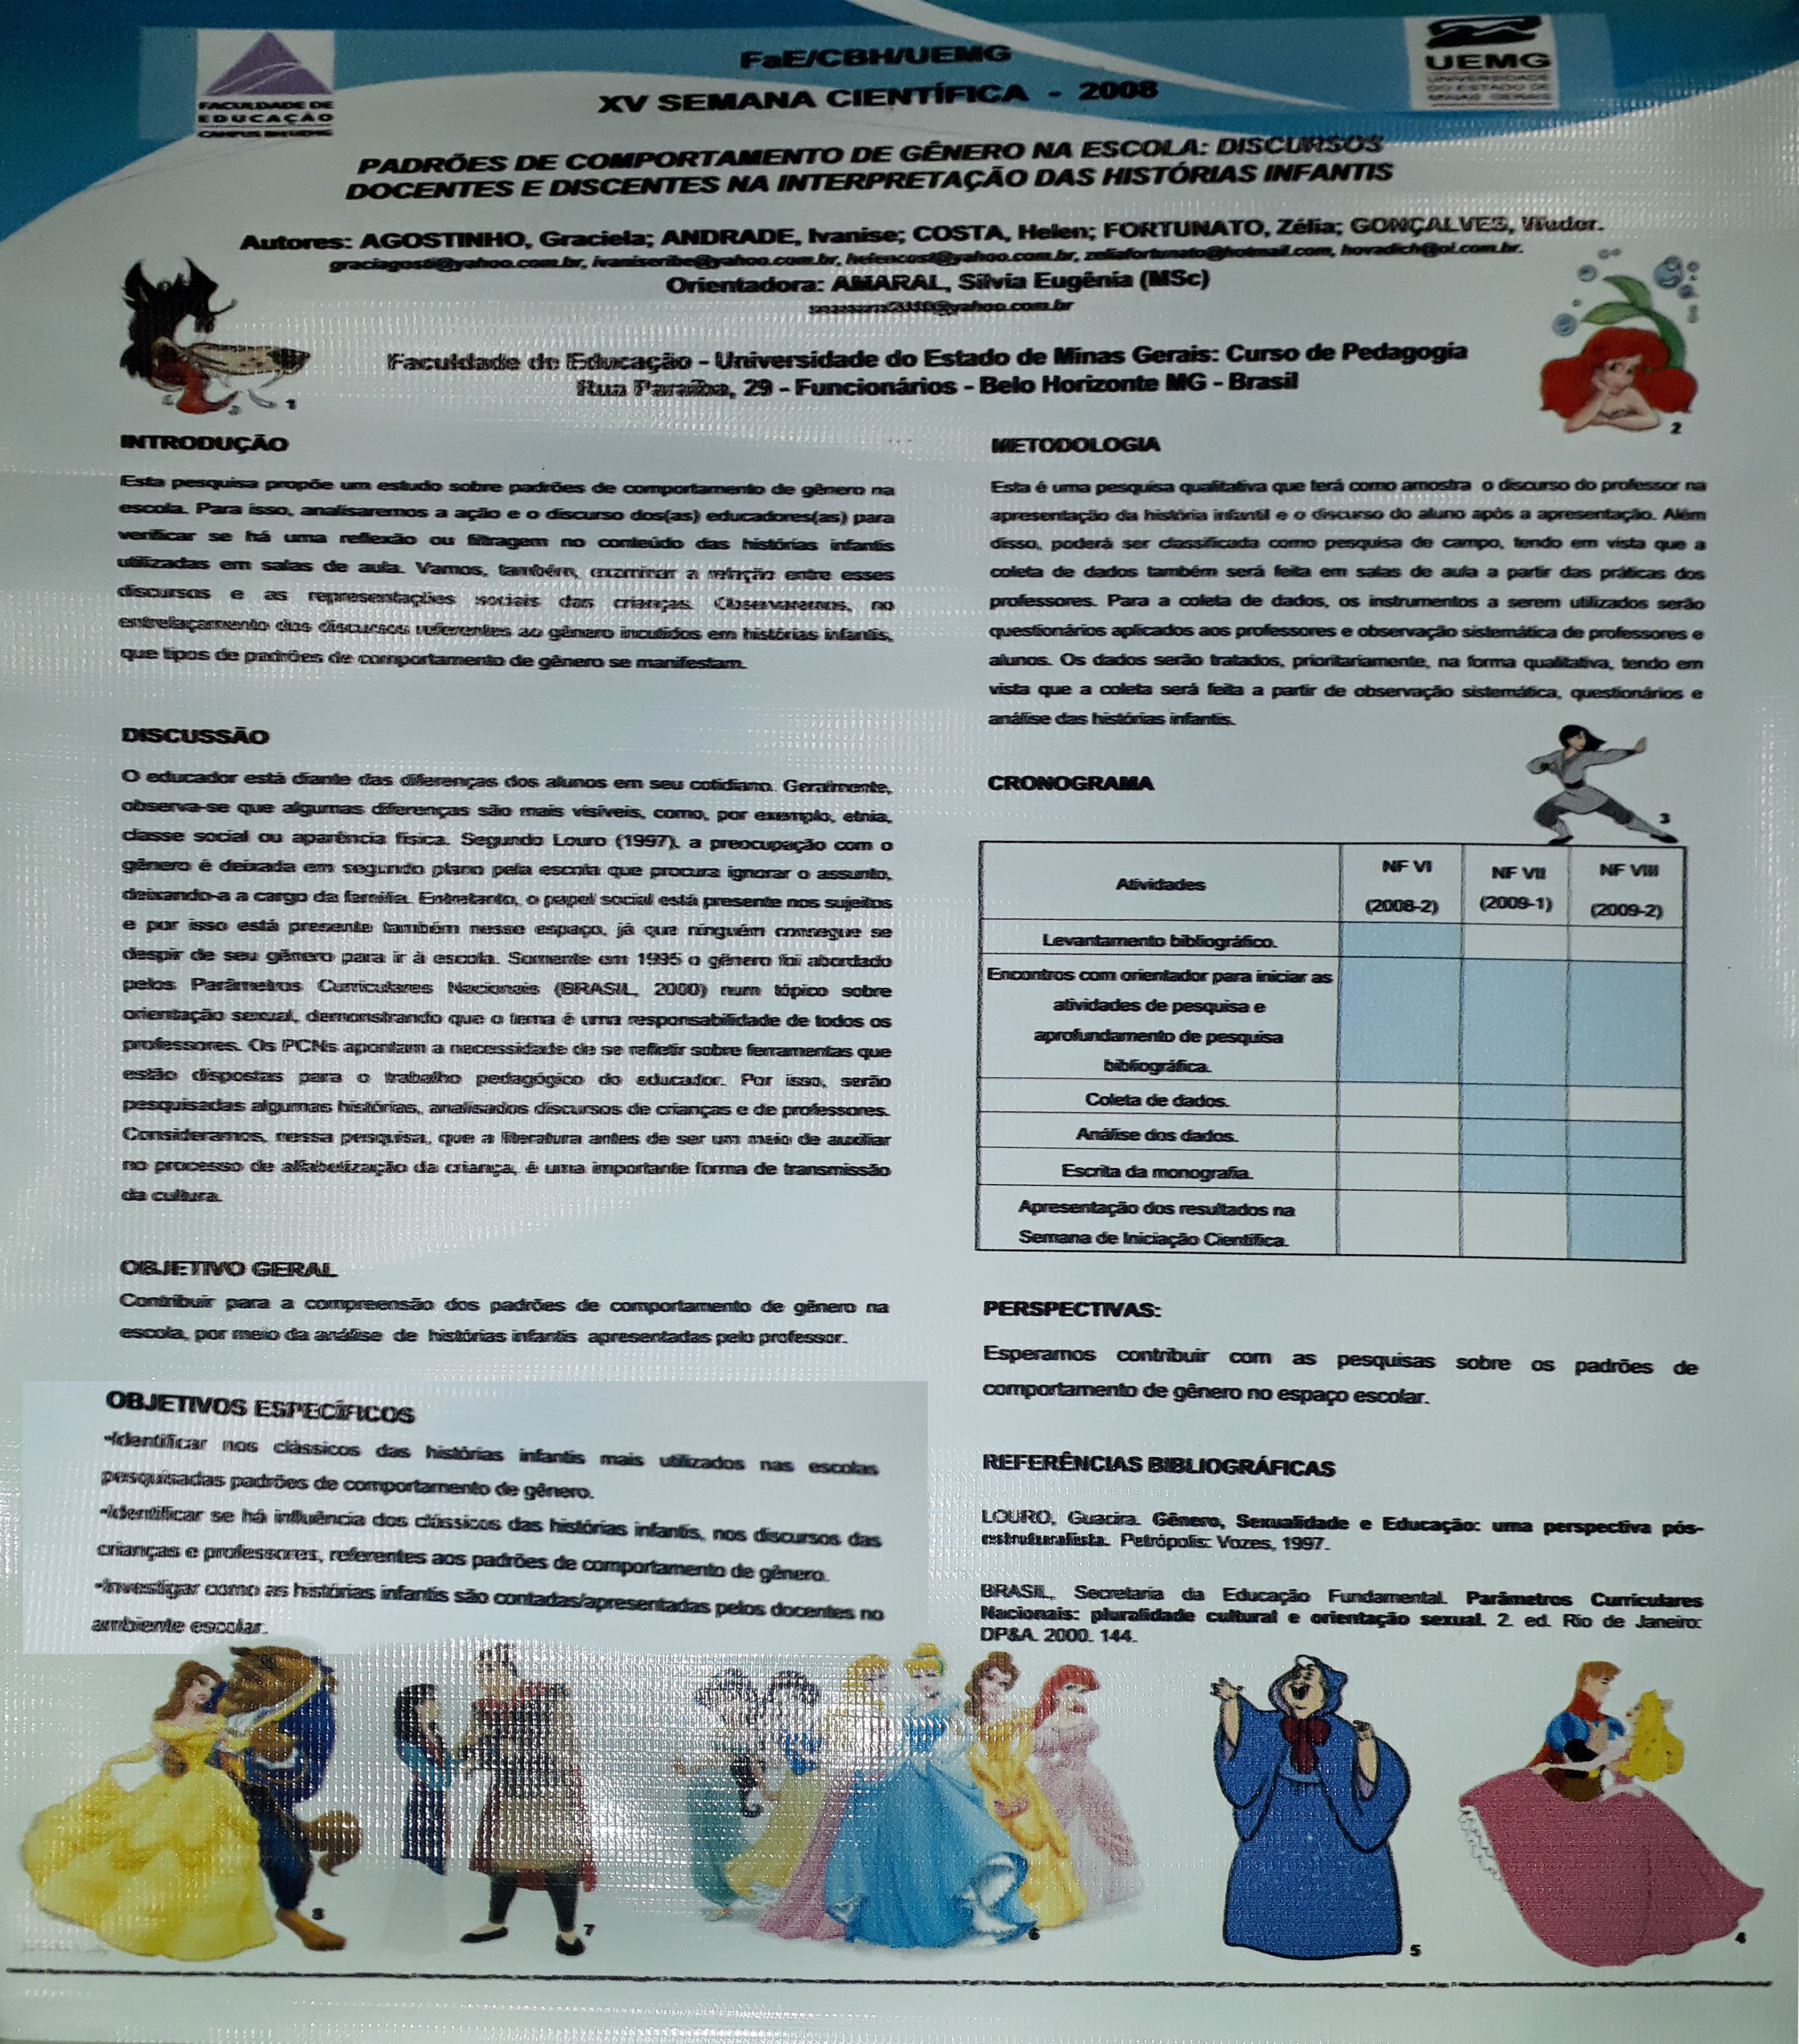 FACULDADE DE
EDUCAÇÃO
CAMPUS BH/UEMG
FaE/CBH/UEMG
XV SEMANA CIENTÍFICA - 2008
UEMG
UNIVERSIDADE
DO ESTADO DE
MINAS GERAIS
PADRÕES DE COMPORTAMENTO DE GÊNERO NA ESCOLA: DISCURSOS
DOCENTES E DISCENTES NA INTERPRETAÇÃO DAS HISTÓRIAS INFANTIS
Autores: AGOSTINHO, Graciela; ANDRADE, Ivanise; COSTA, Helen; FORTUNATO, Zélia; GONÇALVES,
graciagosti@yahoo.com.br, ivaniseribe@yahoo.com.br, helencost@yahoo.com.br, zeliafortunato@hotmail.com, hovadich@oi.com.br.
Orientadora: AMARAL, Silvia Eugênia (MSc)
Faculdade de Educação - Universidade do Estado de Minas Gerais: Curso de Pedagogia
Rua Paraíba, 29 - Funcionários - Belo Horizonte MG - Brasil
1
2
INTRODUÇÃO
Esta pesquisa propõe um estudo sobre padrões de comportamento de gênero na
escola. Para isso, analisaremos a ação e o discurso dos(as) educadores(as) para
verificar se há uma reflexão ou filtragem no conteúdo das histórias infantis
utilizadas em salas de aula. Vamos, também, examinar a relação entre esses
discursos e as representações sociais das crianças. Observaremos, no
entrelaçamento dos discursos referentes ao gênero incutidos em histórias infantis,
que tipos de padrões de comportamento de gênero se manifestam.
DISCUSSÃO
O educador está diante das diferenças dos alunos em seu cotidiano. Geralmente,
observa-se que algumas diferenças são mais visíveis, como, por exemplo, etnia,
classe social ou aparência física. Segundo Louro (1997), a preocupação com o
gênero é deixada em segundo plano pela escola que procura ignorar o assunto,
deixando-a a cargo da família. Entretanto, o papel social está presente nos sujeitos
e por isso está presente também nesse espaço, já que ninguém consegue se
despir de seu gênero para ir à escola. Somente em 1995 o gênero foi abordado
pelos Parâmetros Curriculares Nacionais (BRASIL, 2000) num tópico sobre
orientação sexual, demonstrando que o tema é uma responsabilidade de todos os
professores. Os PCNs apontam a necessidade de se refletir sobre ferramentas que
estão dispostas para o trabalho pedagógico do educador. Por isso, serão
pesquisadas algumas histórias, analisados discursos de crianças e de professores.
Consideramos, nessa pesquisa, que a literatura antes de ser um meio de auxiliar
no processo de alfabetização da criança, é uma importante forma de transmissão
da cultura.
OBJETIVO GERAL
Contribuir para a compreensão dos padrões de comportamento de gênero na
escola, por meio da análise de histórias infantis apresentadas pelo professor.
OBJETIVOS ESPECÍFICOS
•Identificar nos clássicos das histórias infantis mais utilizados nas escolas
pesquisadas padrões de comportamento de gênero.
•Identificar se há influência dos clássicos das histórias infantis, nos discursos das
crianças e professores, referentes aos padrões de comportamento de gênero.
•Investigar como as histórias infantis são contadas/apresentadas pelos docentes no
ambiente escolar.
METODOLOGIA
Esta é uma pesquisa qualitativa que terá como amostra o discurso do professor na
apresentação da história infantil e o discurso do aluno após a apresentação. Além
disso, poderá ser classificada como pesquisa de campo, tendo em vista que a
coleta de dados também será feita em salas de aula a partir das práticas dos
professores. Para a coleta de dados, os instrumentos a serem utilizados serão
questionários aplicados aos professores e observação sistemática de professores e
alunos. Os dados serão tratados, prioritariamente, na forma qualitativa, tendo em
vista que a coleta será feita a partir de observação sistemática, questionários e
análise das histórias infantis.
3
CRONOGRAMA
Atividades
NF VI
(2008-2)
NF VII
(2009-1)
NF VIII
(2009-2)
Levantamento bibliográfico.
Encontros com orientador para iniciar as
atividades de pesquisa e
aprofundamento de pesquisa
bibliográfica.
Coleta de dados.
Análise dos dados.
Escrita da monografia.
Apresentação dos resultados na
Semana de Iniciação Científica.
PERSPECTIVAS:
Esperamos contribuir com as pesquisas sobre os padrões de
comportamento de gênero no espaço escolar.
REFERÊNCIAS BIBLIOGRÁFICAS
LOURO, Guacira. Gênero, Sexualidade e Educação: uma perspectiva pós-
estruturalista. Petrópolis: Vozes, 1997.
BRASIL, Secretaria da Educação Fundamental. Parâmetros Curriculares
Nacionais: pluralidade cultural e orientação sexual. 2. ed. Rio de Janeiro:
DP&A. 2000. 144.
8
7
6
5
4